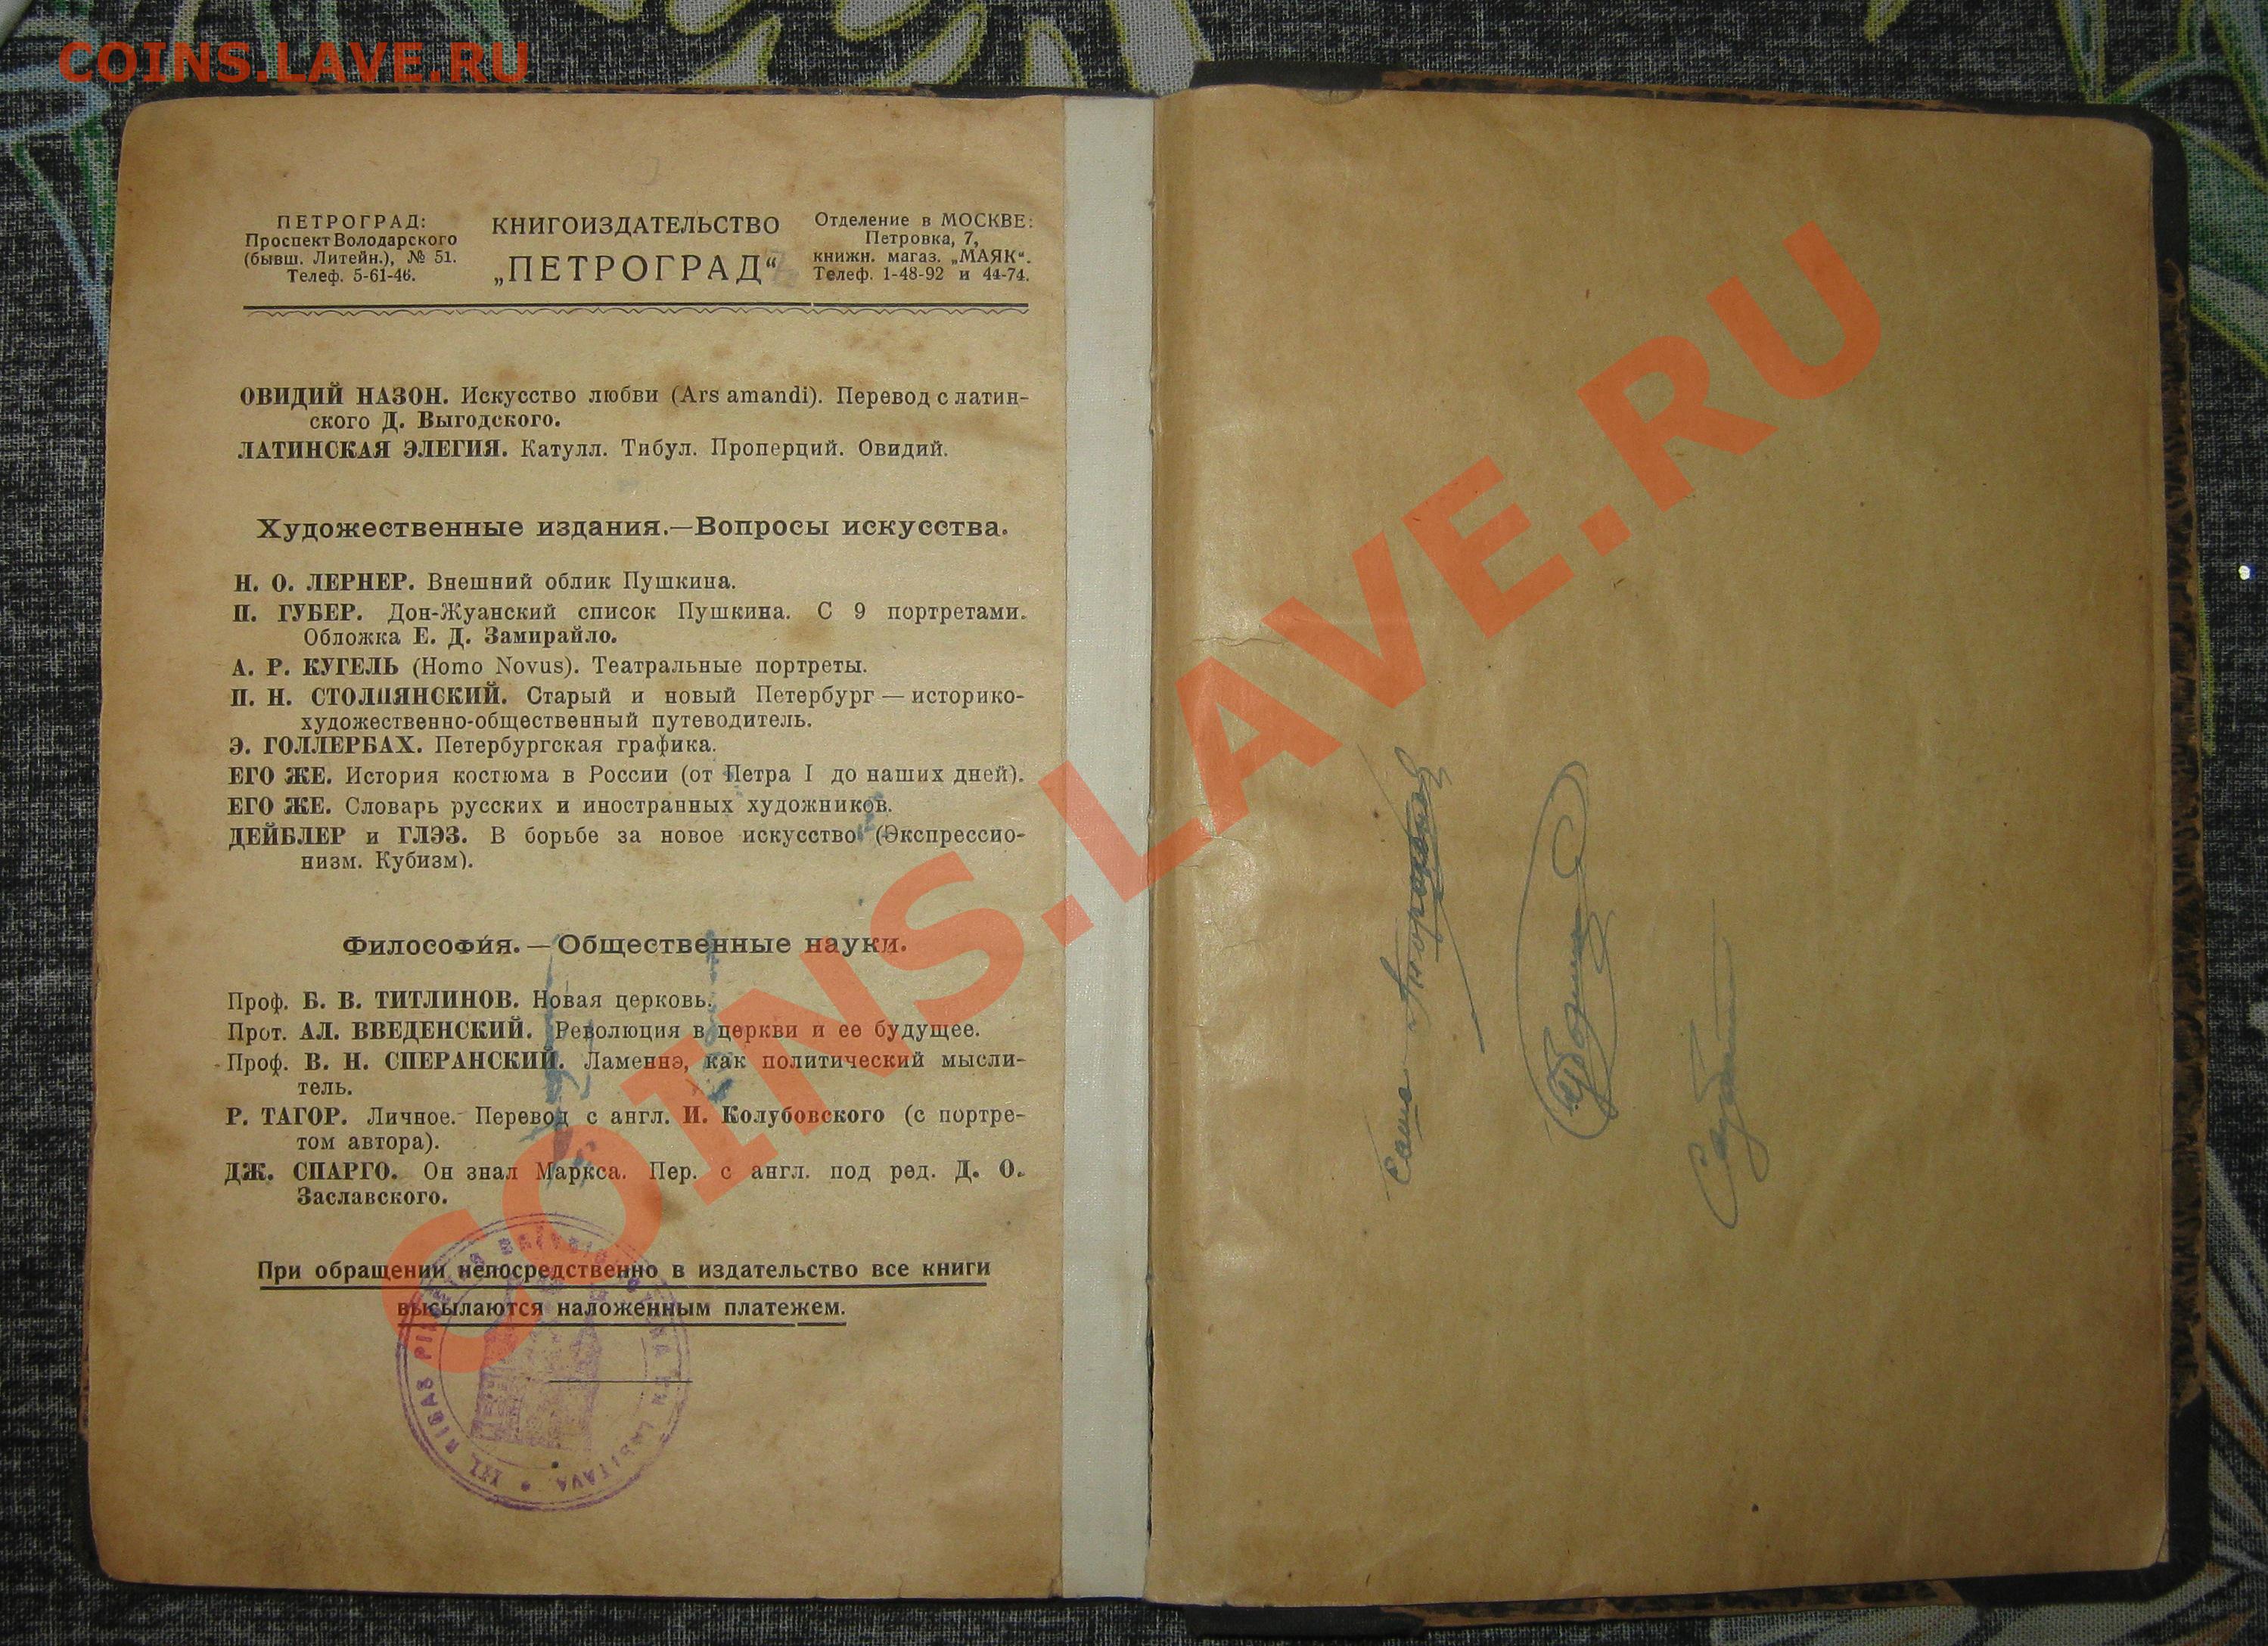 COINS.LAVE.RU
ПЕТРОГРАД:
Проспект Володарского
(бывш. Литейн.), № 51.
Телеф. 5-61-46.
КНИГОИЗДАТЕЛЬСТВО
„ПЕТРОГРАД“
Отделение в МОСКВЕ:
Петровка, 7,
книжн. магаз. „МАЯК“.
Телеф. 1-48-92 и 44-74.
ОВИДИЙ НАЗОН. Искусство любви (Ars amandi). Перевод с латин-
ского Д. Выгодского.
ЛАТИНСКАЯ ЭЛЕГИЯ. Катулл. Тибул. Проперций. Овидий.
Художественные издания.—Вопросы искусства.
Н. О. ЛЕРНЕР. Внешний облик Пушкина.
П. ГУБЕР. Дон-Жуанский список Пушкина. С 9 портретами.
Обложка Е. Д. Замирайло.
А. Р. КУГЕЛЬ (Homo Novus). Театральные портреты.
П. Н. СТОЛПЯНСКИЙ. Старый и новый Петербург — историко-
художественно-общественный путеводитель.
Э. ГОЛЛЕРБАХ. Петербургская графика.
ЕГО ЖЕ. История костюма в России (от Петра I до наших дней).
ЕГО ЖЕ. Словарь русских и иностранных художников.
ДЕЙБЛЕР и ГЛЭЗ. В борьбе за новое искусство (Экспрессио-
низм. Кубизм).
Философия.—Общественные науки.
Проф. Б. В. ТИТЛИНОВ. Новая церковь.
Прот. АЛ. ВВЕДЕНСКИЙ. Революция в церкви и ее будущее.
Проф. В. Н. СПЕРАНСКИЙ. Ламеннэ, как политический мысли-
тель.
Р. ТАГОР. Личное. Перевод с англ. И. Колубовского (с портре-
том автора).
ДЖ. СПАРГО. Он знал Маркса. Пер. с англ. под ред. Д. О.
Заславского.
При обращении непосредственно в издательство все книги
высылаются наложенным платежем.
III RIGAS
COINS.LAVE.RU